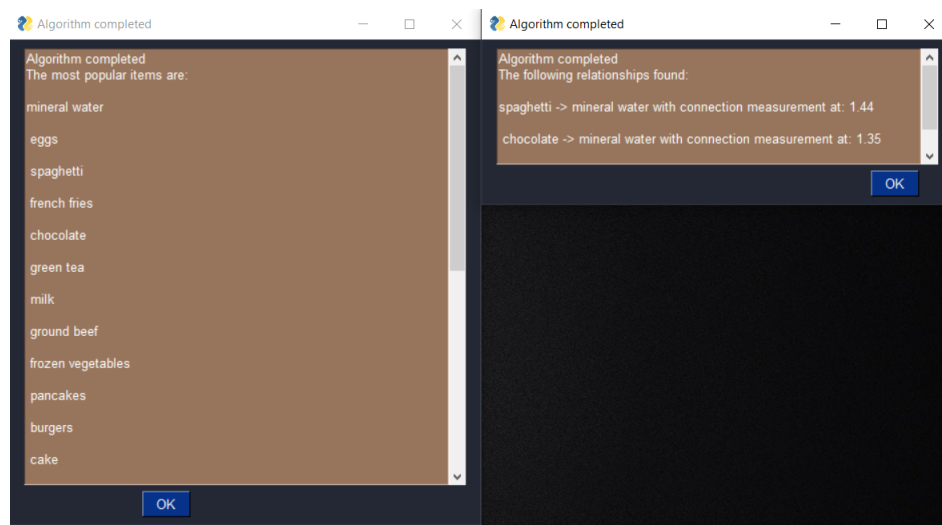 Algorithm completed
Algorithm completed
The most popular items are:
mineral water
eggs
spaghetti
french fries
chocolate
green tea
milk
ground beef
frozen vegetables
pancakes
burgers
cake
OK
Algorithm completed
Algorithm completed
The following relationships found:
spaghetti -> mineral water with connection measurement at: 1.44
chocolate -> mineral water with connection measurement at: 1.35
OK